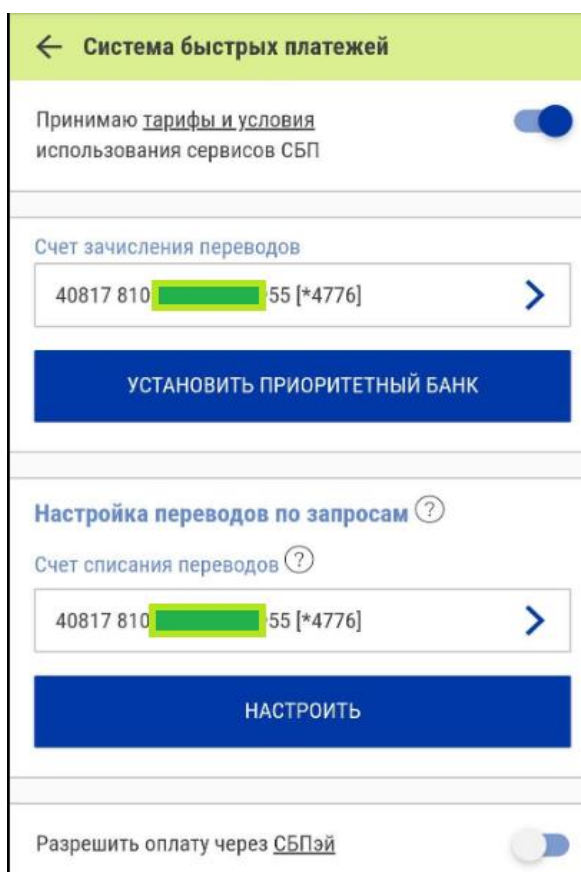 Система быстрых платежей
Принимаю тарифы и условия
использования сервисов СБП
Счет зачисления переводов
40817 810 55 [*4776]
УСТАНОВИТЬ ПРИОРИТЕТНЫЙ БАНК
Настройка переводов по запросам ?
Счет списания переводов ?
40817 810 55 [*4776]
НАСТРОИТЬ
Разрешить оплату через СБПэй